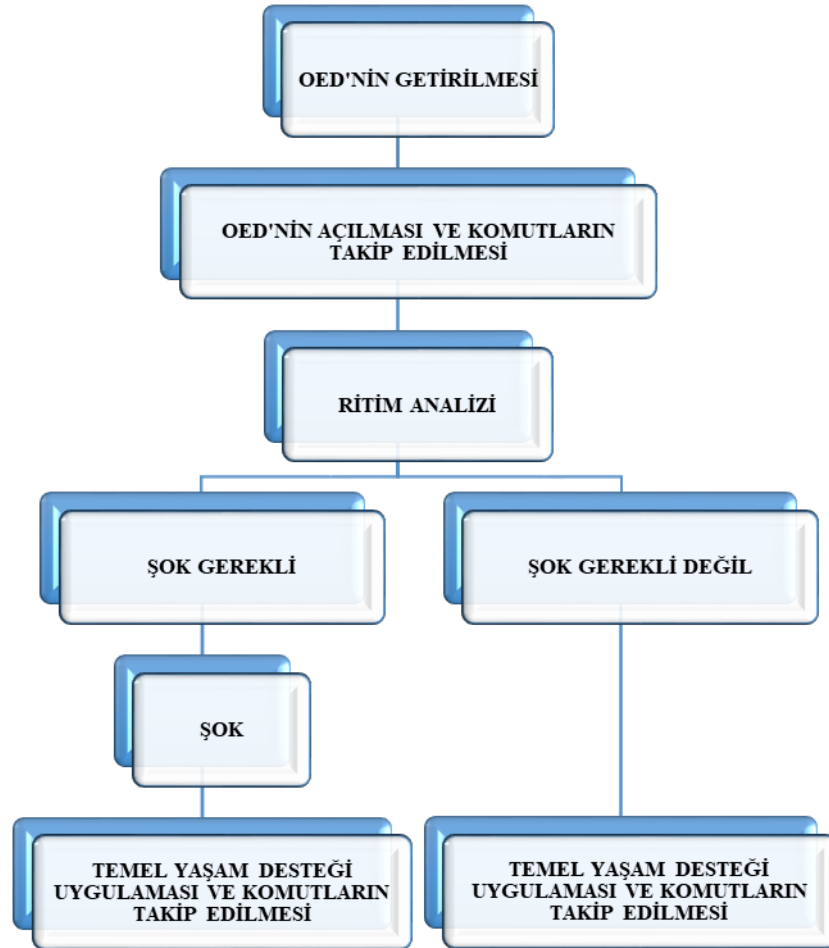 OED'NİN GETİRİLMESİ
OED'NİN AÇILMASI VE KOMUTLARIN
TAKİP EDİLMESİ
RİTİM ANALİZİ
ŞOK GEREKLİ
ŞOK GEREKLİ DEĞİL
ŞOK
TEMEL YAŞAM DESTEĞİ
UYGULAMASI VE KOMUTLARIN
TAKİP EDİLMESİ
TEMEL YAŞAM DESTEĞİ
UYGULAMASI VE KOMUTLARIN
TAKİP EDİLMESİ